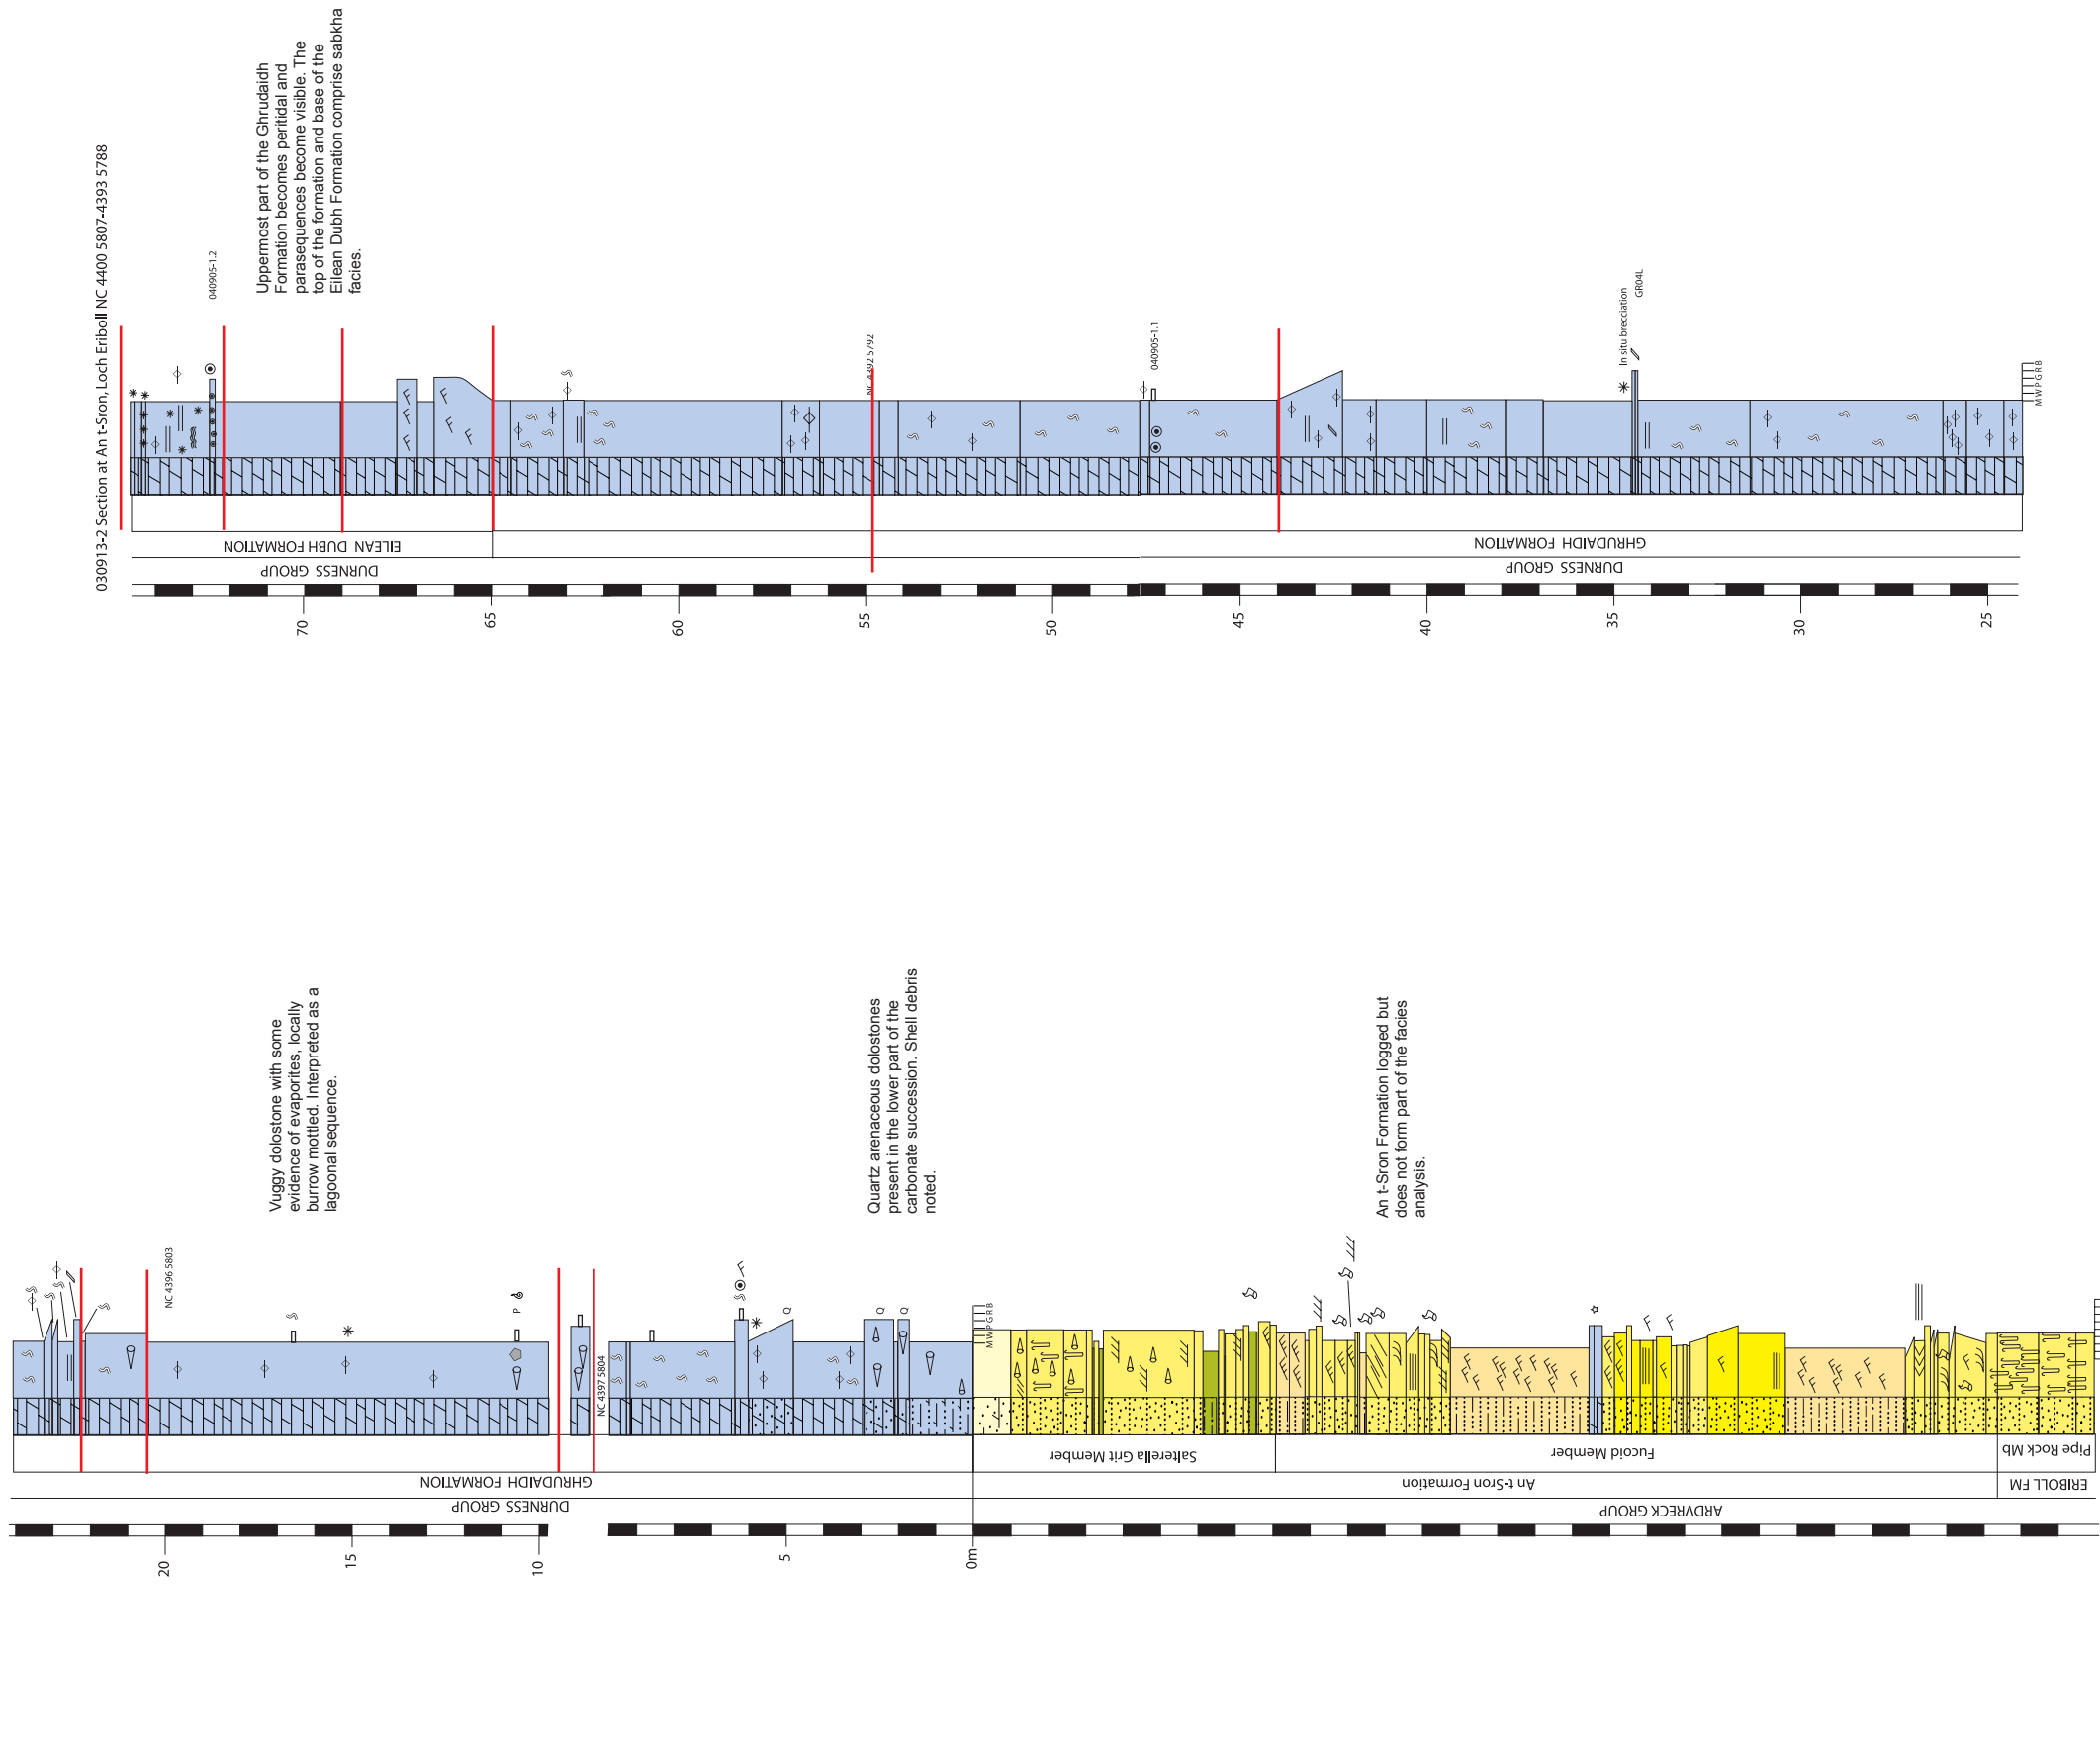 030913-2 Section at An t-Sron, Loch Eriboll NC 4400 5807-4393 5788
Uppermost part of the Ghrudaidh
Formation becomes peritidal and
parasequences become visible. The
top of the formation and base of the
Eilean Dubh Formation comprise sabkha
facies.
040905-1.2
NC 4392 5792
040905-1.1
In situ brecciation
GR04L
MWPGRB
EILEAN DUBH FORMATION
GHRUDAIDH FORMATION
DURNESS GROUP
DURNESS GROUP
70
65
60
55
50
45
40
35
30
25
Vuggy dolostone with some
evidence of evaporites, locally
burrow mottled. Interpreted as a
lagoonal sequence.
Quartz arenaceous dolostones
present in the lower part of the
carbonate succession. Shell debris
noted.
An t-Sron Formation logged but
does not form part of the facies
analysis.
NC 4396 5803
P
NC 4397 5804
Q
Q
Q
MWPGRB
Salterella Grit Member
Fucoid Member
Pipe Rock Mb
GHRUDAIDH FORMATION
An t-Sron Formation
ERIBOLL FM
DURNESS GROUP
ARDVRECK GROUP
20
15
10
5
0m